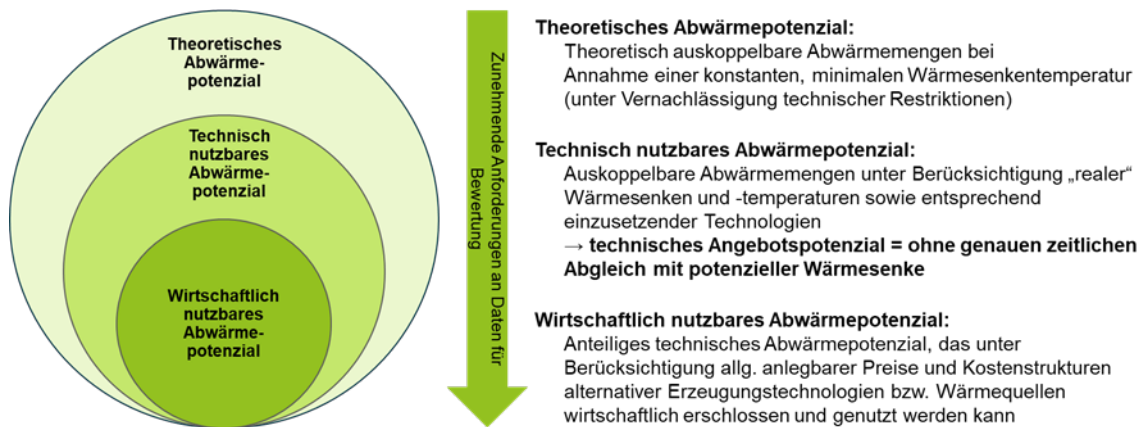 Theoretisches
Abwärme-
potenzial
Technisch
nutzbares
Abwärme-
potenzial
Wirtschaftlich
nutzbares
Abwärme-
potenzial
Zunehmende Anforderungen an Daten für
Bewertung
Theoretisches Abwärmepotenzial:
Theoretisch auskoppelbare Abwärmemengen bei
Annahme einer konstanten, minimalen Wärmesenkentemperatur
(unter Vernachlässigung technischer Restriktionen)
Technisch nutzbares Abwärmepotenzial:
Auskoppelbare Abwärmemengen unter Berücksichtigung „realer“
Wärmesenken und -temperaturen sowie entsprechend
einzusetzender Technologien
→ technisches Angebotspotenzial = ohne genauen zeitlichen
Abgleich mit potenzieller Wärmesenke
Wirtschaftlich nutzbares Abwärmepotenzial:
Anteiliges technisches Abwärmepotenzial, das unter
Berücksichtigung allg. anlegbarer Preise und Kostenstrukturen
alternativer Erzeugungstechnologien bzw. Wärmequellen
wirtschaftlich erschlossen und genutzt werden kann